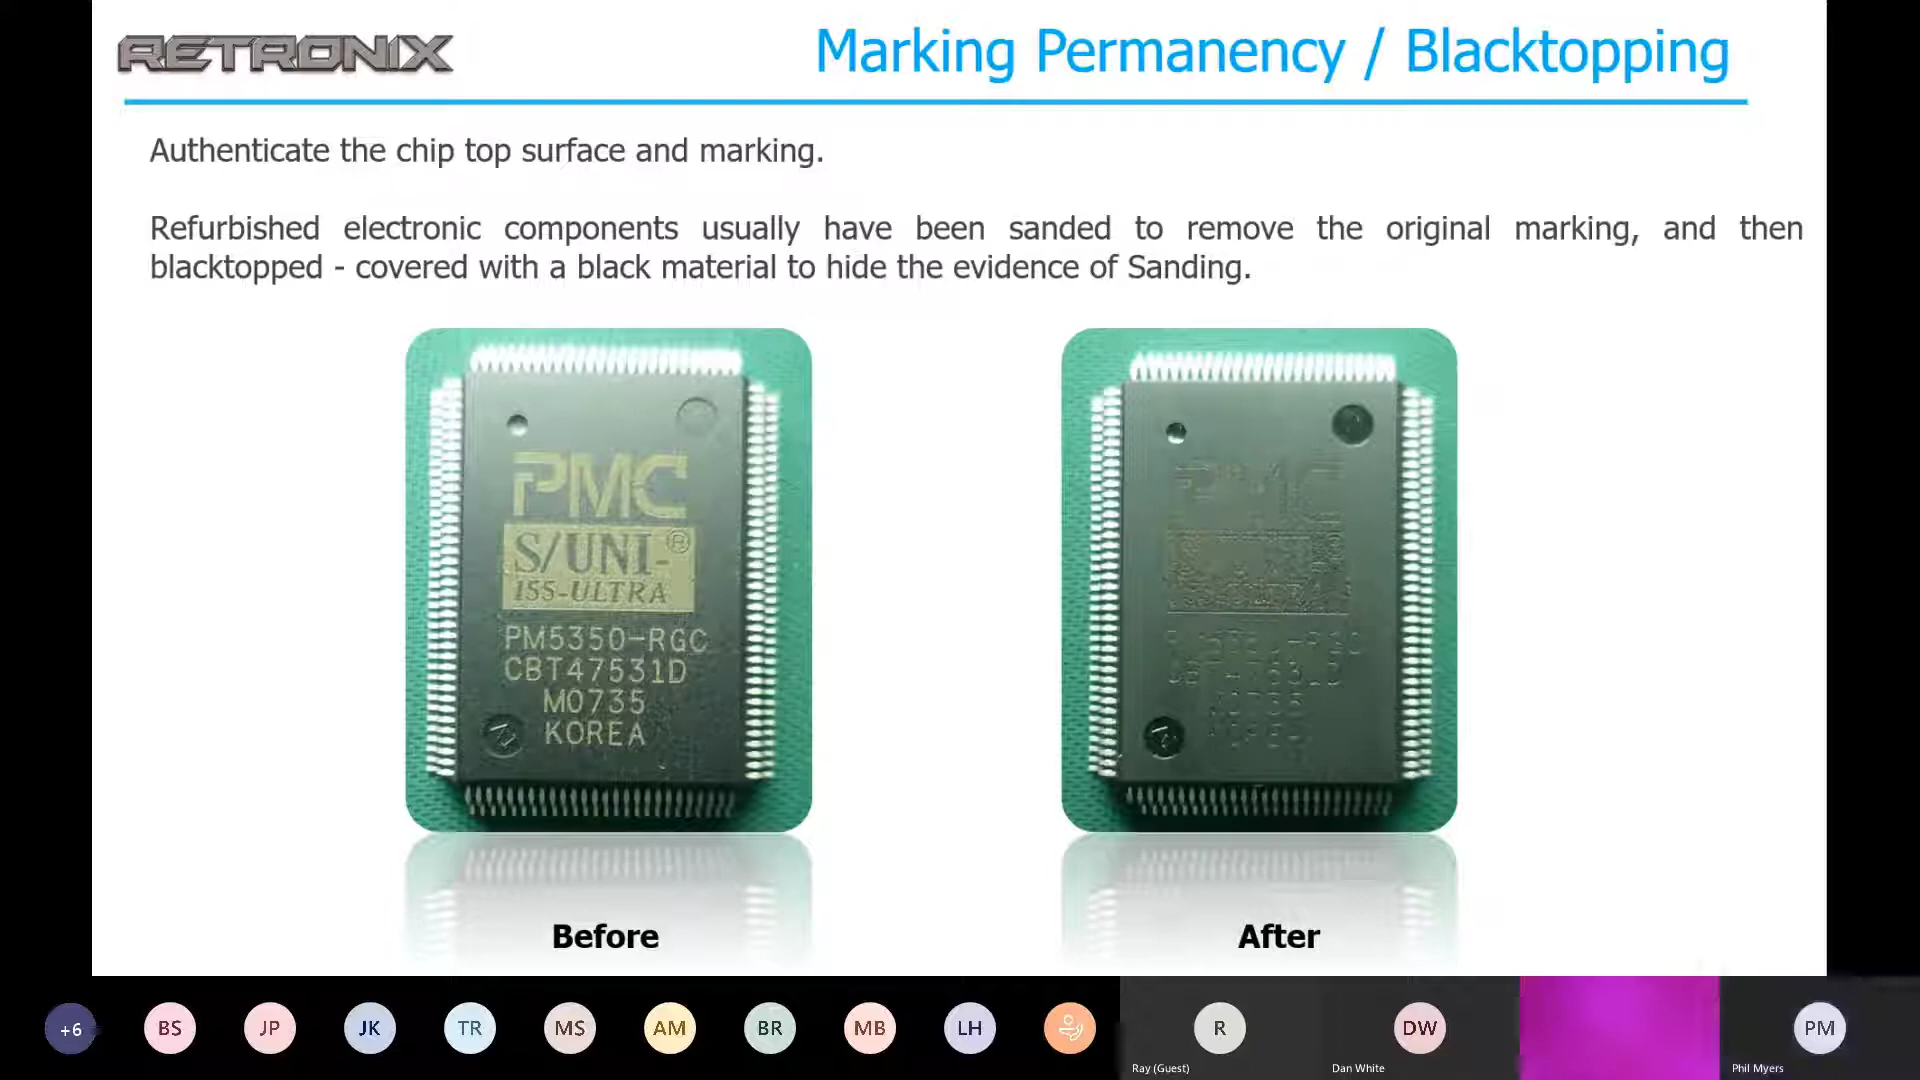 RETRONIX
Marking Permanency / Blacktopping
Authenticate the chip top surface and marking.
Refurbished electronic components usually have been sanded to remove the original marking, and then
blacktopped - covered with a black material to hide the evidence of Sanding.
PMC
S/UNI-®
155-ULTRA
PM5350-RGC
CBT47531D
M0735
KOREA
PMC
Before
After
+6
BS
JP
JK
TR
MS
AM
BR
MB
LH
R
DW
PM
Ray (Guest)
Dan White
Phil Myers